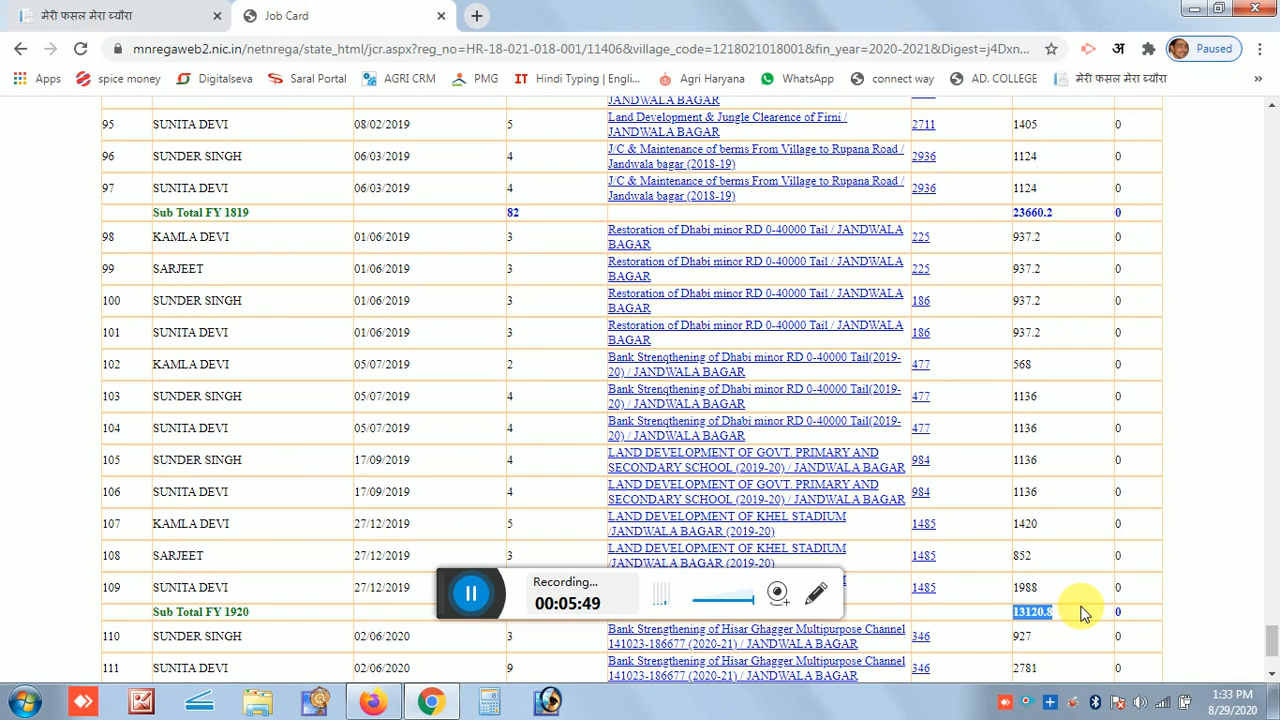 मेरी फसल मेरा ब्यौरा
Job Card
mnregaweb2.nic.in/netnrega/state_html/jcr.aspx?reg_no=HR-18-021-018-001/11406&village_code=1218021018001&fin_year=2020-2021&Digest=j4Dxn...
अ
Paused
Apps
spice money
Digitalseva
Saral Portal
AGRI CRM
PMG
IT
Hindi Typing | Engli...
Agri Haryana
WhatsApp
connect way
AD. COLLEGE
मेरी फसल मेरा ब्यौरा
»
JANDWALA BAGAR
95 SUNITA DEVI 08/02/2019 5 Land Development & Jungle Clearence of Firni / 2711 1405 0
JANDWALA BAGAR
96 SUNDER SINGH 06/03/2019 4 J/C & Maintenance of berms From Village to Rupana Road / 2936 1124 0
Jandwala bagar (2018-19)
97 SUNITA DEVI 06/03/2019 4 J/C & Maintenance of berms From Village to Rupana Road / 2936 1124 0
Jandwala bagar (2018-19)
Sub Total FY 1819 82 23660.2 0
98 KAMLA DEVI 01/06/2019 3 Restoration of Dhabi minor RD 0-40000 Tail / JANDWALA 225 937.2 0
BAGAR
99 SARJEET 01/06/2019 3 Restoration of Dhabi minor RD 0-40000 Tail / JANDWALA 225 937.2 0
BAGAR
100 SUNDER SINGH 01/06/2019 3 Restoration of Dhabi minor RD 0-40000 Tail / JANDWALA 186 937.2 0
BAGAR
101 SUNITA DEVI 01/06/2019 3 Restoration of Dhabi minor RD 0-40000 Tail / JANDWALA 186 937.2 0
BAGAR
102 KAMLA DEVI 05/07/2019 2 Bank Strenqthening of Dhabi minor RD 0-40000 Tail(2019- 477 568 0
20) / JANDWALA BAGAR
103 SUNDER SINGH 05/07/2019 4 Bank Strenqthening of Dhabi minor RD 0-40000 Tail(2019- 477 1136 0
20) / JANDWALA BAGAR
104 SUNITA DEVI 05/07/2019 4 Bank Strenqthening of Dhabi minor RD 0-40000 Tail(2019- 477 1136 0
20) / JANDWALA BAGAR
105 SUNDER SINGH 17/09/2019 4 LAND DEVELOPMENT OF GOVT. PRIMARY AND 984 1136 0
SECONDARY SCHOOL (2019-20) / JANDWALA BAGAR
106 SUNITA DEVI 17/09/2019 4 LAND DEVELOPMENT OF GOVT. PRIMARY AND 984 1136 0
SECONDARY SCHOOL (2019-20) / JANDWALA BAGAR
107 KAMLA DEVI 27/12/2019 5 LAND DEVELOPMENT OF KHEL STADIUM 1485 1420 0
/JANDWALA BAGAR (2019-20)
108 SARJEET 27/12/2019 3 LAND DEVELOPMENT OF KHEL STADIUM 1485 852 0
/JANDWALA BAGAR (2019-20)
109 SUNITA DEVI 27/12/2019 1485 1988 0
Sub Total FY 1920 13120.8 0
110 SUNDER SINGH 02/06/2020 3 Bank Strengthening of Hisar Ghagger Multipurpose Channel 346 927 0
141023-186677 (2020-21) / JANDWALA BAGAR
111 SUNITA DEVI 02/06/2020 9 Bank Strengthening of Hisar Ghagger Multipurpose Channel 346 2781 0
141023-186677 (2020-21) / JANDWALA BAGAR
Recording...
00:05:49
1:33 PM
8/29/2020